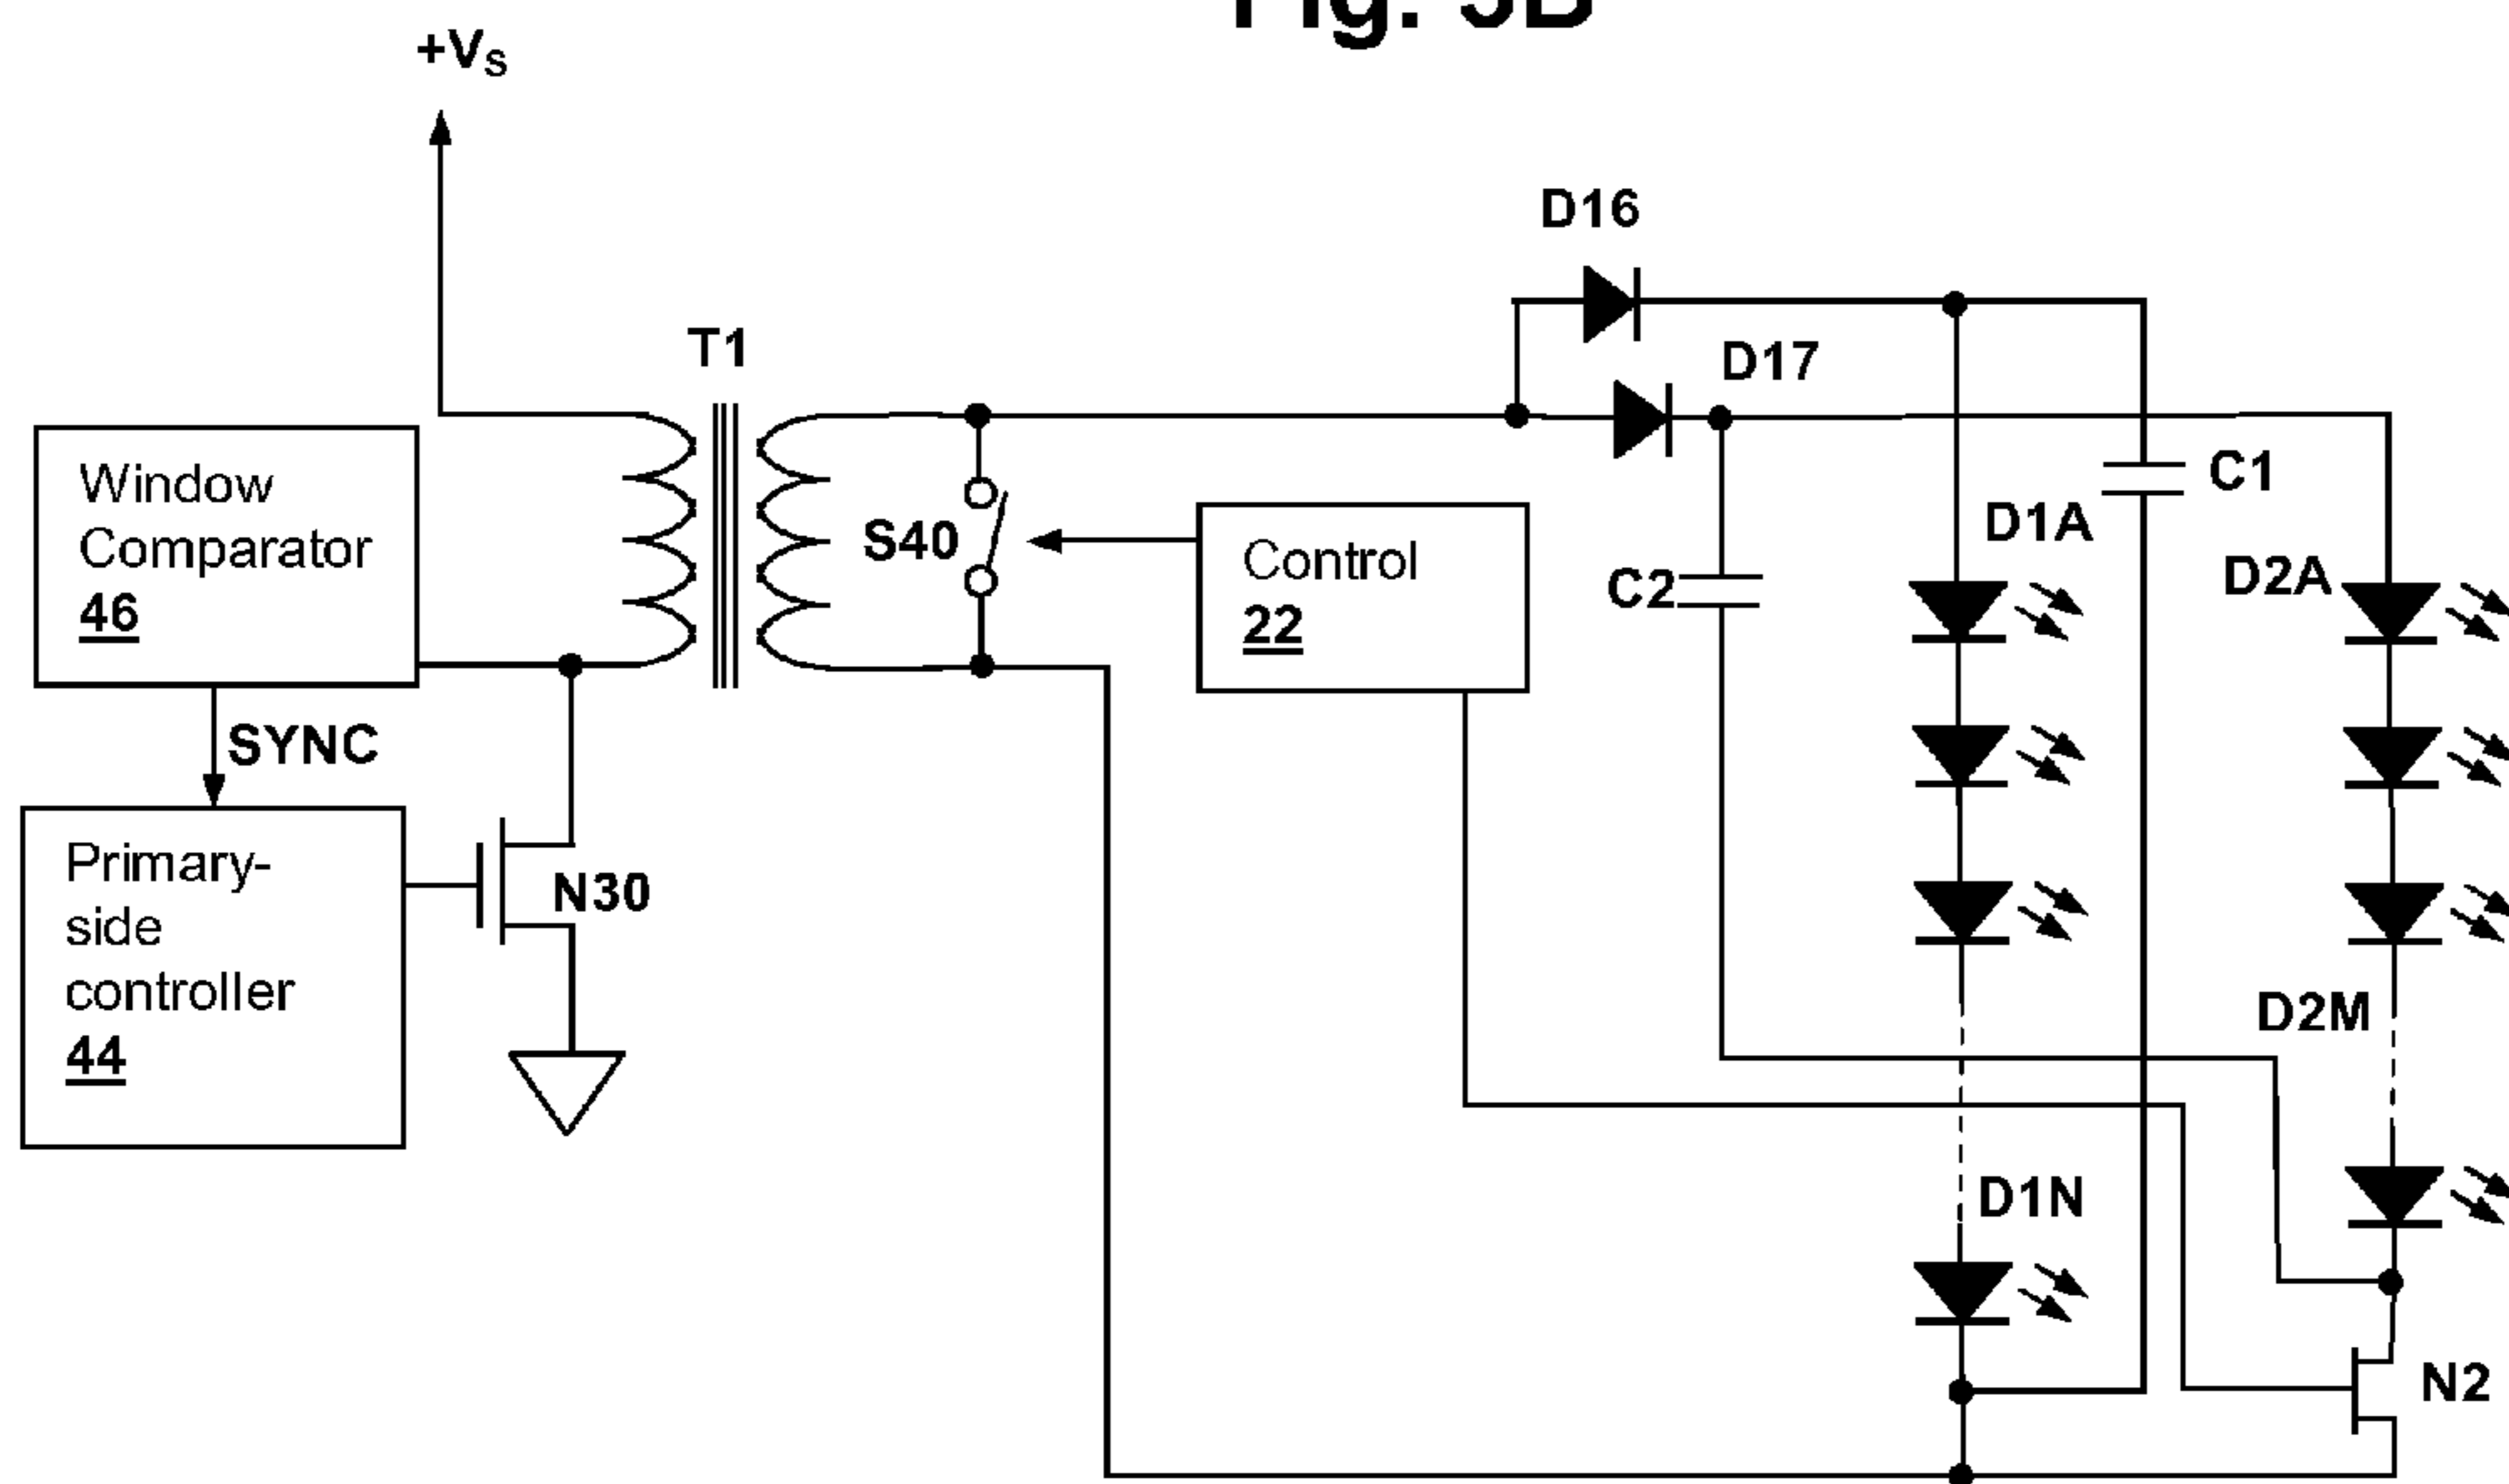 +VS
D16
T1
D17
Window
Comparator
46
S40
Control
22
C2
C1
D1A
D2A
SYNC
Primary-
side
controller
44
N30
D2M
D1N
N2